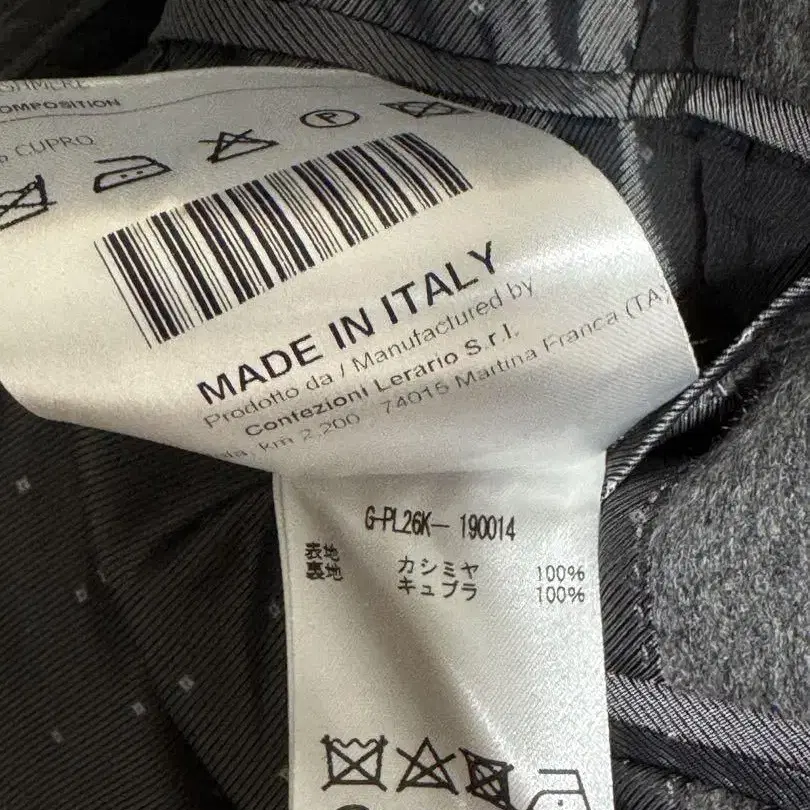 COMPOSITION
CUPRO
P
MADE IN ITALY
Prodotto da / Manufactured by
Confezioni Lerario S.r.l.
km 2,200 74015 Martina Franca (TA)
G-PL26K- 190014
表地 カシミヤ 100%
裏地 キュプラ 100%